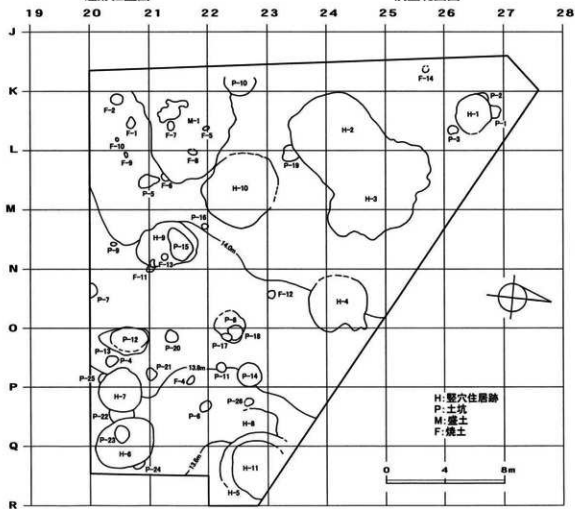 19 20 21 22 23 24 25 26 27 28
J
F-14
P-10
K
F-2
P-2
H-1
P-1
M-1
F-1
F-7
F-5
H-2
P-3
F-10
L
F-9
F-8
P-19
P-5
F-6
H-10
H-3
M
P-16
H-9
14.0m
P-15
P-9
F-13
N
F-11
P-7
F-12
H-4
O
P-6
P-12
P-18
P-13
P-20
P-17
P-4
P-25
P-21
P-11
P-14
13.8m
F-4
P
H-7
P-26
P-8
P-22
H-8
P-23
Q
H-6
13.6m
P-24
H-11
H-5
R
H:竪穴住居跡
P:土坑
M:盛土
F:焼土
0 4 8m